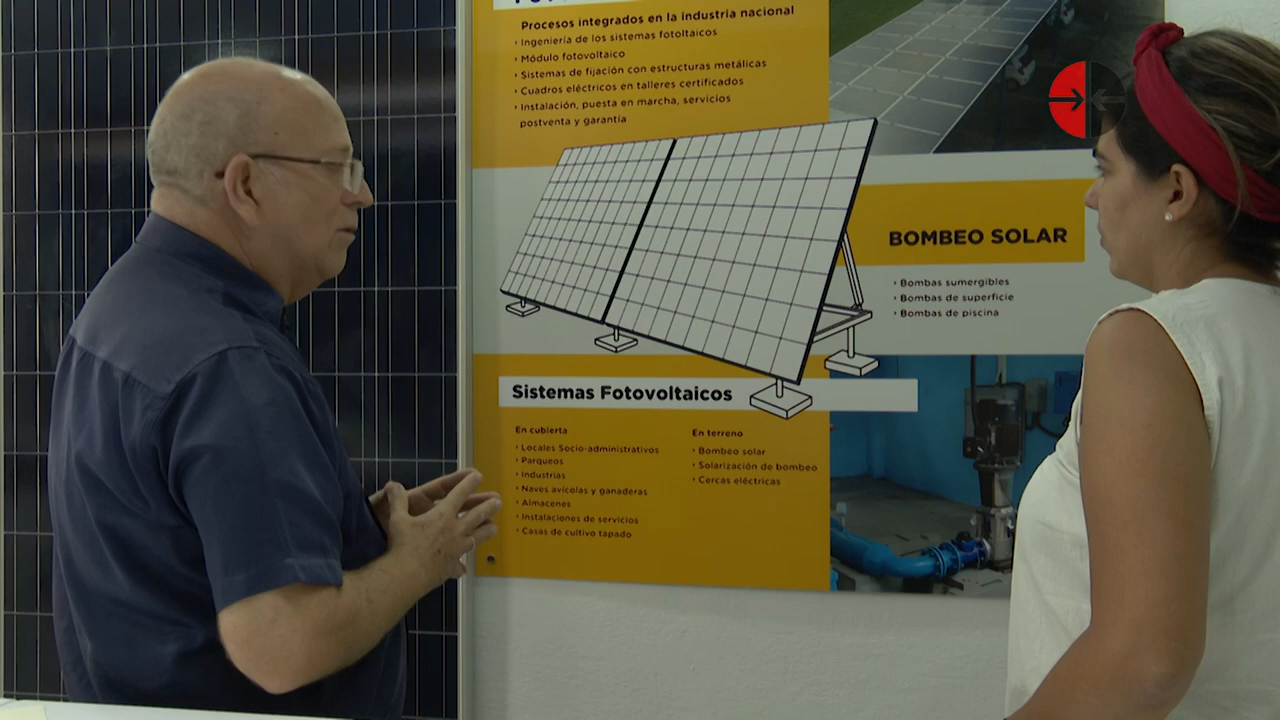 Procesos integrados en la industria nacional
· Ingeniería de los sistemas fotoltaicos
· Módulo fotovoltaico
· Sistemas de fijación con estructuras metálicas
· Cuadros eléctricos en talleres certificados
· Instalación, puesta en marcha, servicios
postventa y garantía
BOMBEO SOLAR
· Bombas sumergibles
· Bombas de superficie
· Bombas de piscina
Sistemas Fotovoltaicos
En cubierta
· Locales Socio-administrativos
· Parqueos
· Industrias
· Naves avícolas y ganaderas
· Almacenes
· Instalaciones de servicios
· Casas de cultivo tapado
En terreno
· Bombeo solar
· Solarización de bombeo
· Cercas eléctricas